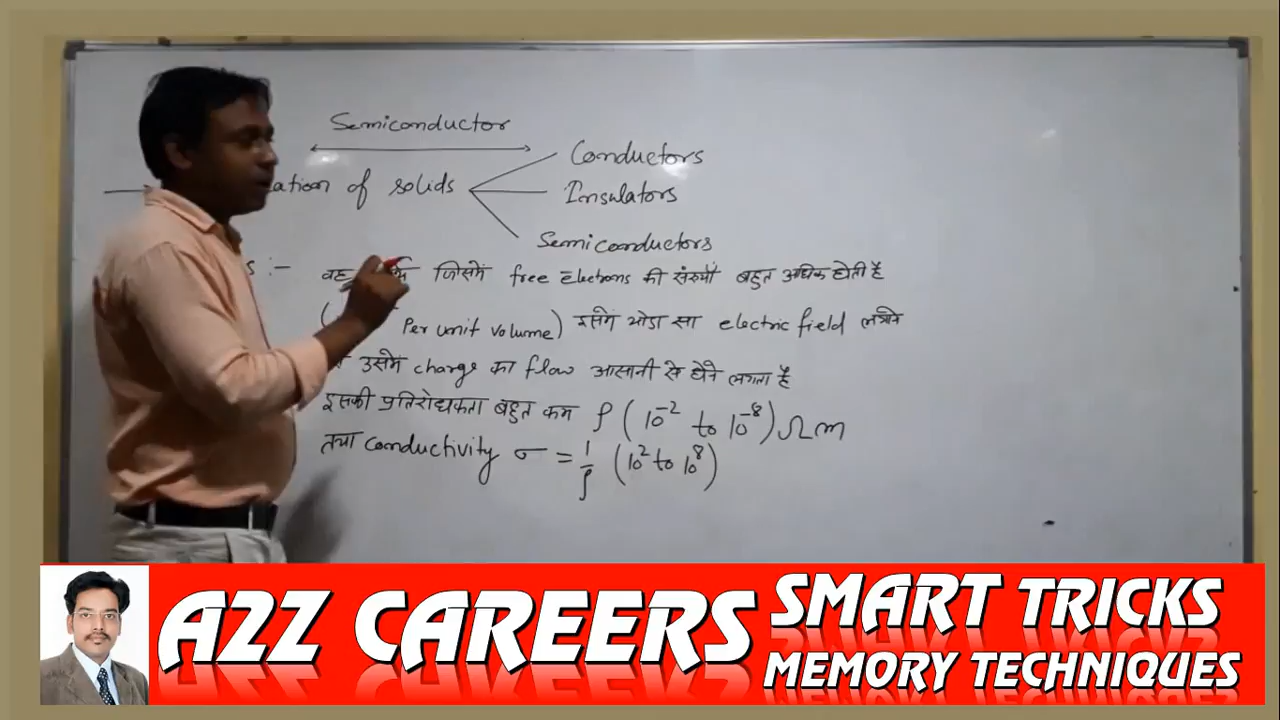 Semiconductor
ation of solids
Conductors
Insulators
Semiconductors
s :- वह जिसमें free electrons की संख्याँ बहुत अधिक होती है
( Per unit volume) इसमें थोडा सा electric field लगाने
उसमें charge का flow आसानी से होने लगता है
इसकी प्रतिरोधकता बहुत कम ρ (10⁻² to 10⁻⁸) Ωm
तथा conductivity σ = 1/ρ (10² to 10⁸)
A2Z CAREERS
SMART TRICKS
MEMORY TECHNIQUES